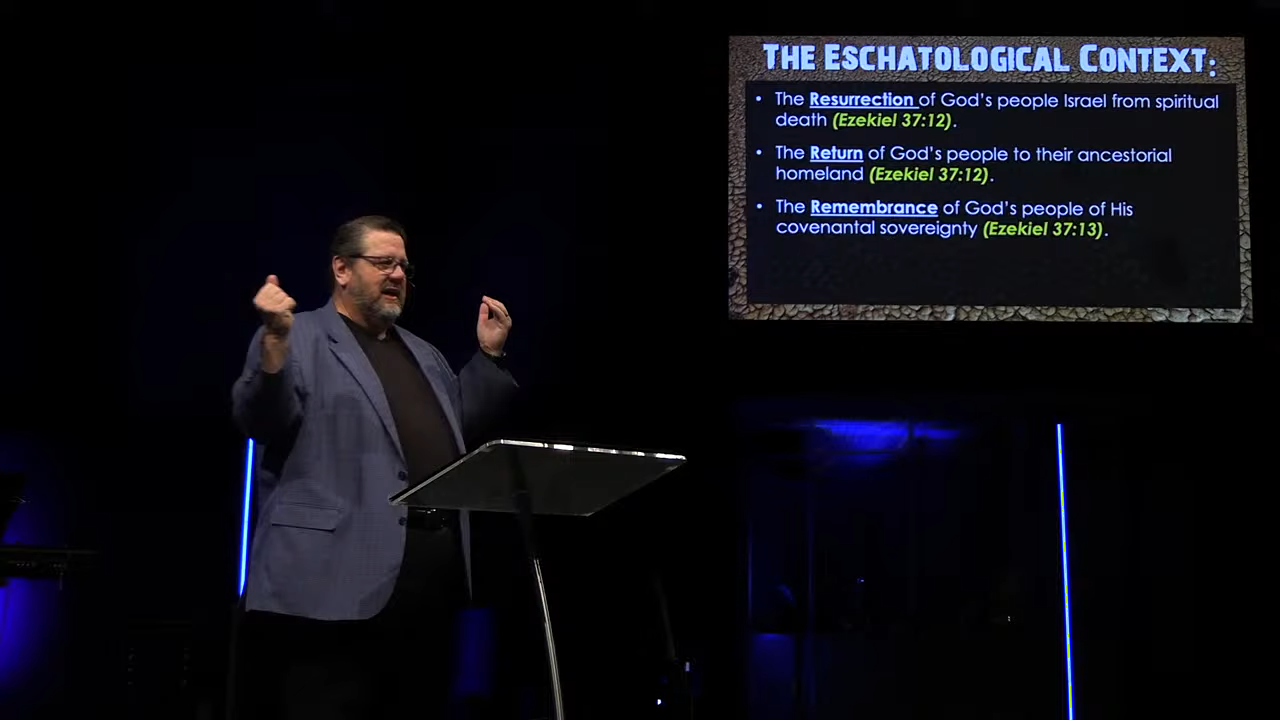 THE ESCHATOLOGICAL CONTEXT:
• The Resurrection of God's people Israel from spiritual
death (Ezekiel 37:12).
• The Return of God's people to their ancestorial
homeland (Ezekiel 37:12).
• The Remembrance of God's people of His
covenantal sovereignty (Ezekiel 37:13).